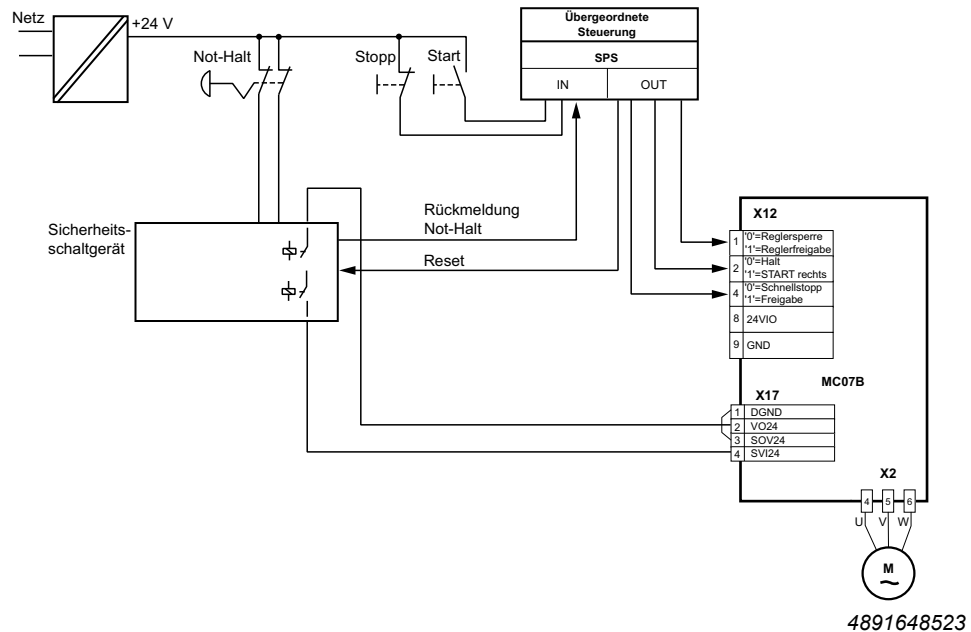 Netz
+24 V
Not-Halt
Stopp
Start
Übergeordnete
Steuerung
SPS
IN
OUT
Sicherheits-
schaltgerät
Rückmeldung
Not-Halt
Reset
X12
1
'0'=Reglersperre
'1'=Reglerfreigabe
2
'0'=Halt
'1'=START rechts
4
'0'=Schnellstopp
'1'=Freigabe
8 24VIO
9 GND
MC07B
X17
1 DGND
2 VO24
3 SOV24
4 SVI24
X2
4 5 6
U V W
M
4891648523